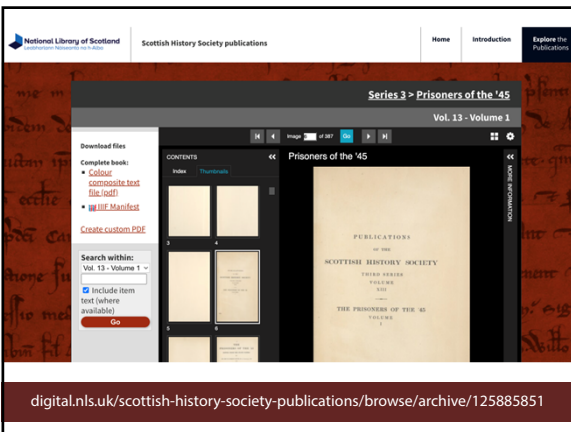 National Library of Scotland
Leabharlann Nàiseanta na h-Alba
Scottish History Society publications
Home
Introduction
Explore the
Publications
Series 3 > Prisoners of the '45
Vol. 13 - Volume 1
Download files
Complete book:
Colour
composite text
file (pdf)
IIIF Manifest
Create custom PDF
Search within:
Vol. 13 - Volume 1
Include item
text (where
available)
Go
Image
of 387
Go
CONTENTS
Index
Thumbnails
3
4
5
6
Prisoners of the '45
MORE INFORMATION
PUBLICATIONS
OF THE
SCOTTISH HISTORY SOCIETY
THIRD SERIES
VOLUME
XIII
THE PRISONERS OF THE '45
VOLUME
I
digital.nls.uk/scottish-history-society-publications/browse/archive/125885851